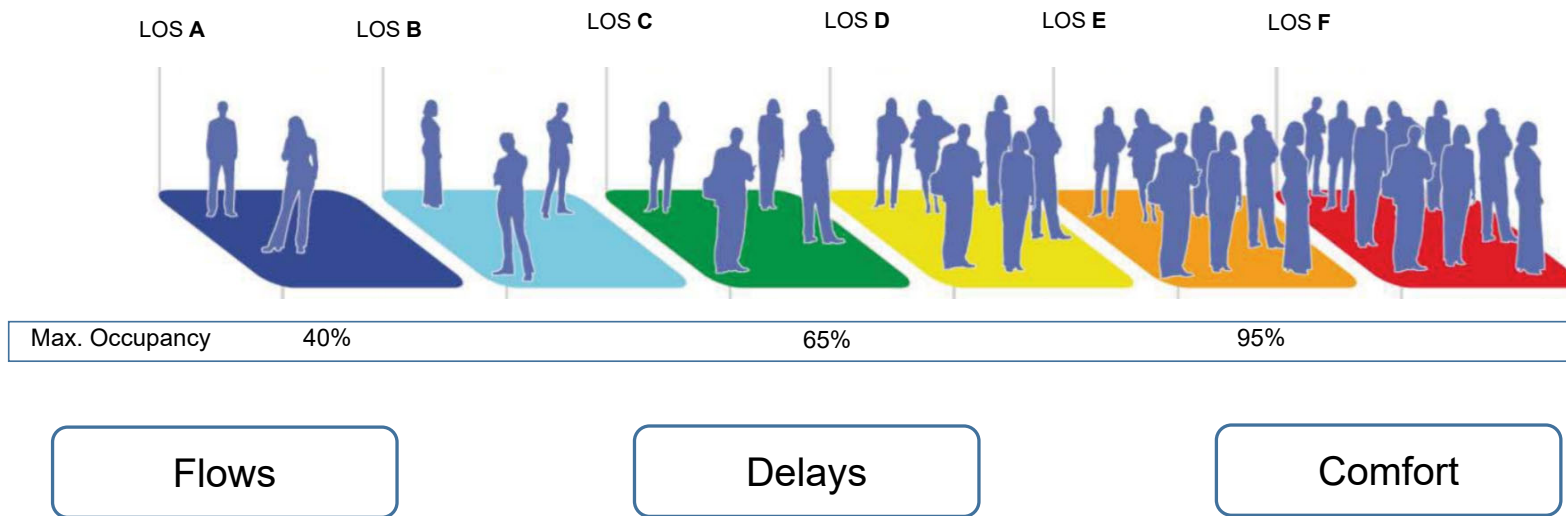 LOS A LOS B LOS C LOS D LOS E LOS F
Max. Occupancy 40% 65% 95%
Flows Delays Comfort